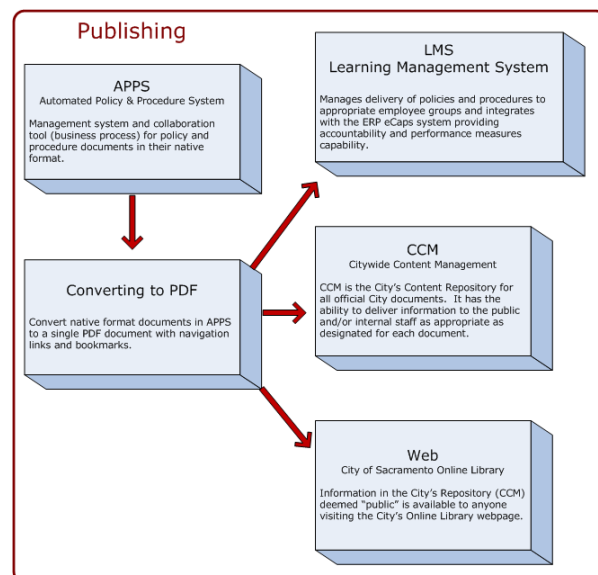 Publishing
APPS
Automated Policy & Procedure System
Management system and collaboration
tool (business process) for policy and
procedure documents in their native
format.
LMS
Learning Management System
Manages delivery of policies and procedures to
appropriate employee groups and integrates
with the ERP eCaps system providing
accountability and performance measures
capability.
Converting to PDF
Convert native format documents in APPS
to a single PDF document with navigation
links and bookmarks.
CCM
Citywide Content Management
CCM is the City's Content Repository for
all official City documents. It has the
ability to deliver information to the public
and/or internal staff as appropriate as
designated for each document.
Web
City of Sacramento Online Library
Information in the City's Repository (CCM)
deemed "public" is available to anyone
visiting the City's Online Library webpage.